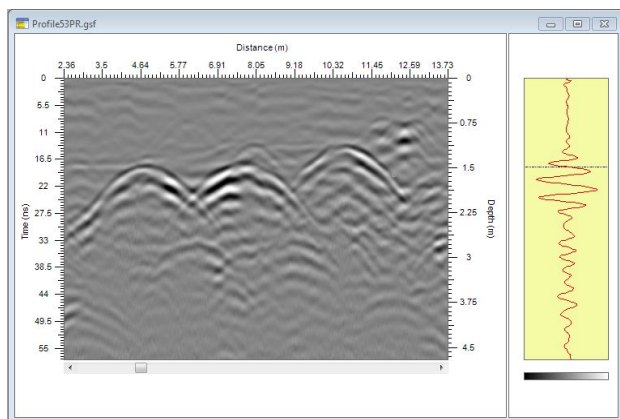 Profile53PR.gsf
Distance (m)
2.36 3.5 4.64 5.77 6.91 8.05 9.18 10.32 11.45 12.59 13.73
0 0
5.5
0.75
11
16.5 1.5
22
27.5 2.25
33 3
38.5
44 3.75
49.5
55 4.5
Time (ns)
Depth (m)